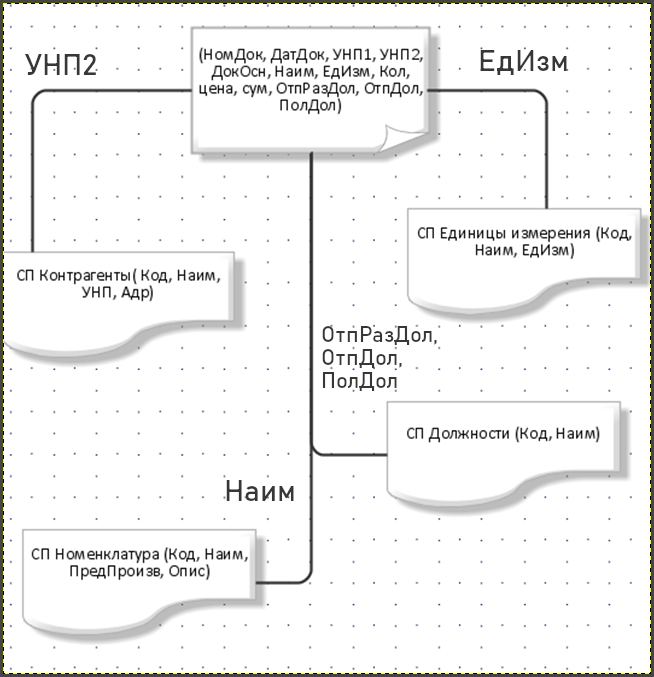 УНП2
(НомДок, ДатДок, УНП1, УНП2,
ДокОсн, Наим, ЕдИзм, Кол,
цена, сум, ОтпРазДол, ОтпДол,
ПолДол)
ЕдИзм
СП Единицы измерения (Код,
Наим, ЕдИзм)
СП Контрагенты( Код, Наим,
УНП, Адр)
ОтпРазДол,
ОтпДол,
ПолДол
СП Должности (Код, Наим)
Наим
СП Номенклатура (Код, Наим,
ПредПроизв, Опис)